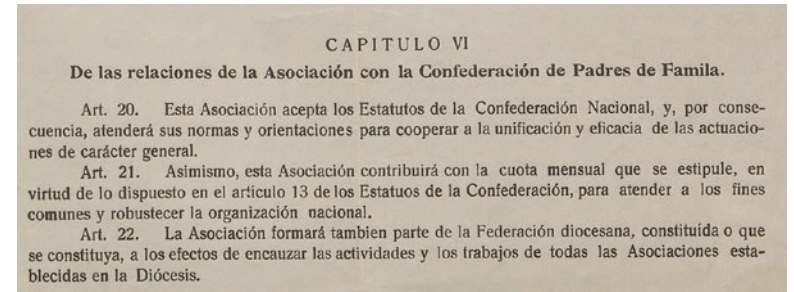 CAPITULO VI
De las relaciones de la Asociación con la Confederación de Padres de Famila.
Art. 20. Esta Asociación acepta los Estatutos de la Confederación Nacional, y, por conse-
cuencia, atenderá sus normas y orientaciones para cooperar a la unificación y eficacia de las actuacio-
nes de carácter general.
Art. 21. Asimismo, esta Asociación contribuirá con la cuota mensual que se estipule, en
virtud de lo dispuesto en el artículo 13 de los Estatuos de la Confederación, para atender a los fines
comunes y robustecer la organización nacional.
Art. 22. La Asociación formará tambien parte de la Federación diocesana, constituída o que
se constituya, a los efectos de encauzar las actividades y los trabajos de todas las Asociaciones esta-
blecidas en la Diócesis.